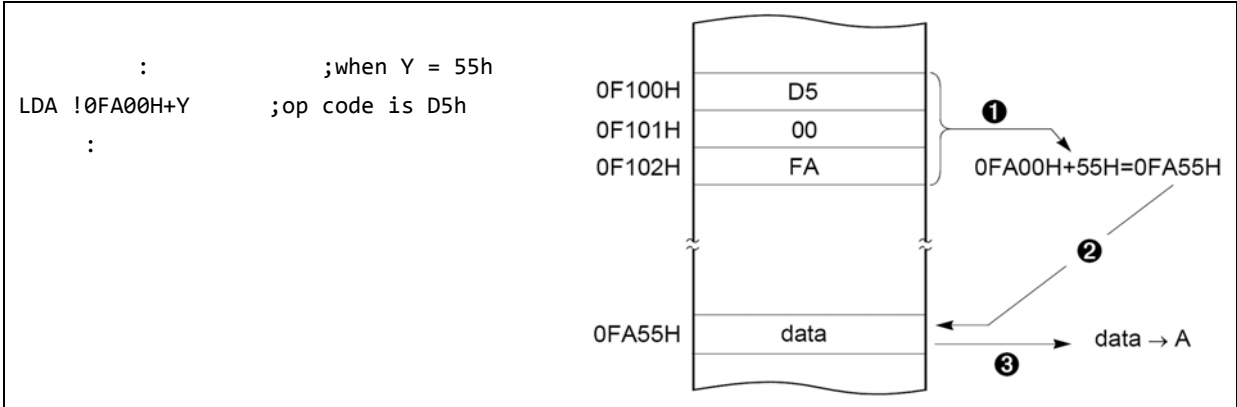 : ;when Y = 55h
LDA !0FA00H+Y ;op code is D5h
:
0F100H D5
0F101H 00
0F102H FA
❶
0FA00H+55H=0FA55H
❷
0FA55H data
data → A
❸